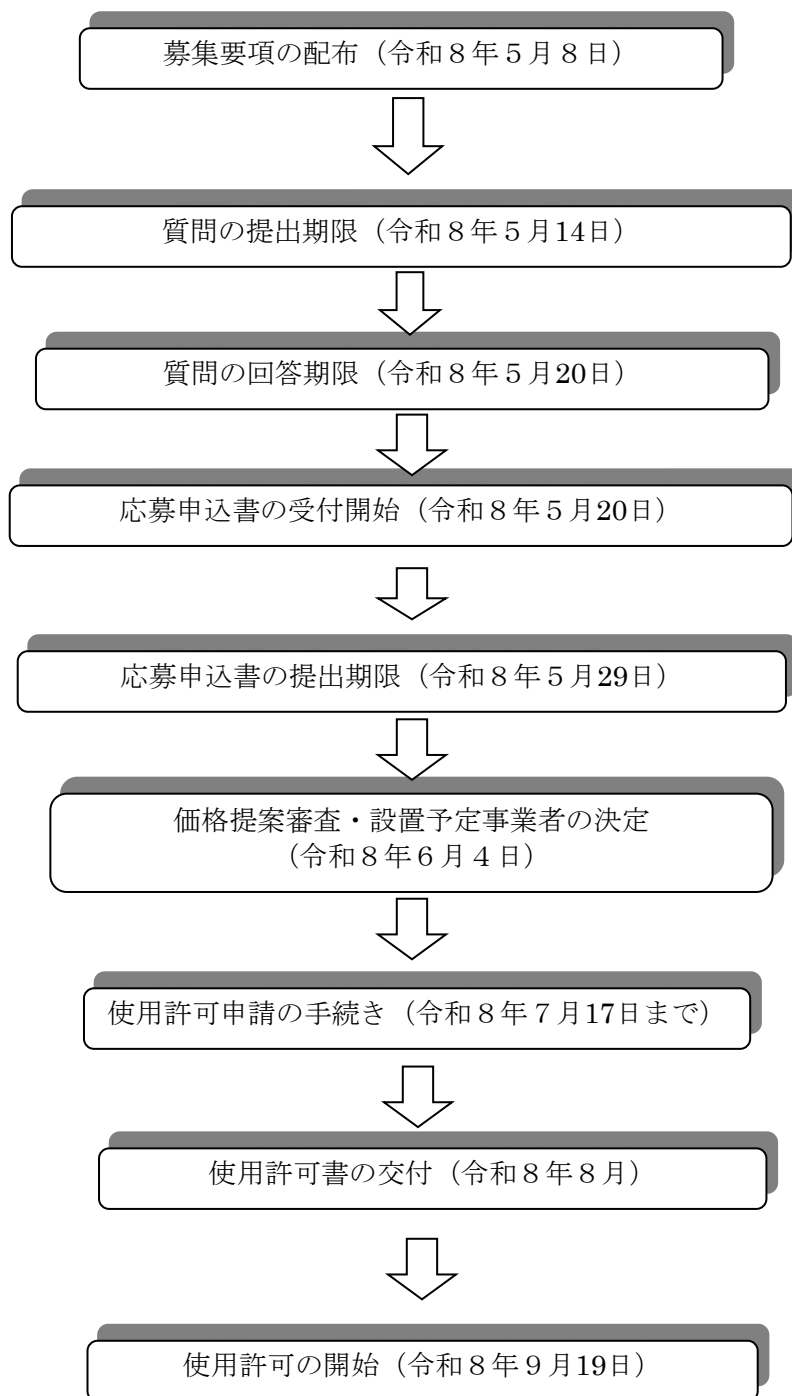 募集要項の配布（令和８年５月８日）
質問の提出期限（令和８年５月14日）
質問の回答期限（令和８年５月20日）
応募申込書の受付開始（令和８年５月20日）
応募申込書の提出期限（令和８年５月29日）
価格提案審査・設置予定事業者の決定
（令和８年６月４日）
使用許可申請の手続き（令和８年７月17日まで）
使用許可書の交付（令和８年８月）
使用許可の開始（令和８年９月19日）